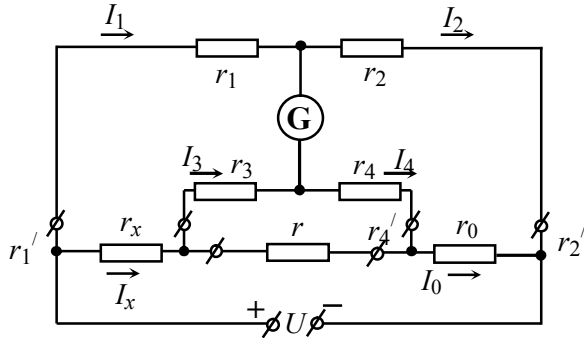 I₁ I₂
r₁ r₂
G
I₃ r₃ r₄ I₄
r₁′ rₓ r r₄′ r₀ r₂′
Iₓ I₀
+ U −